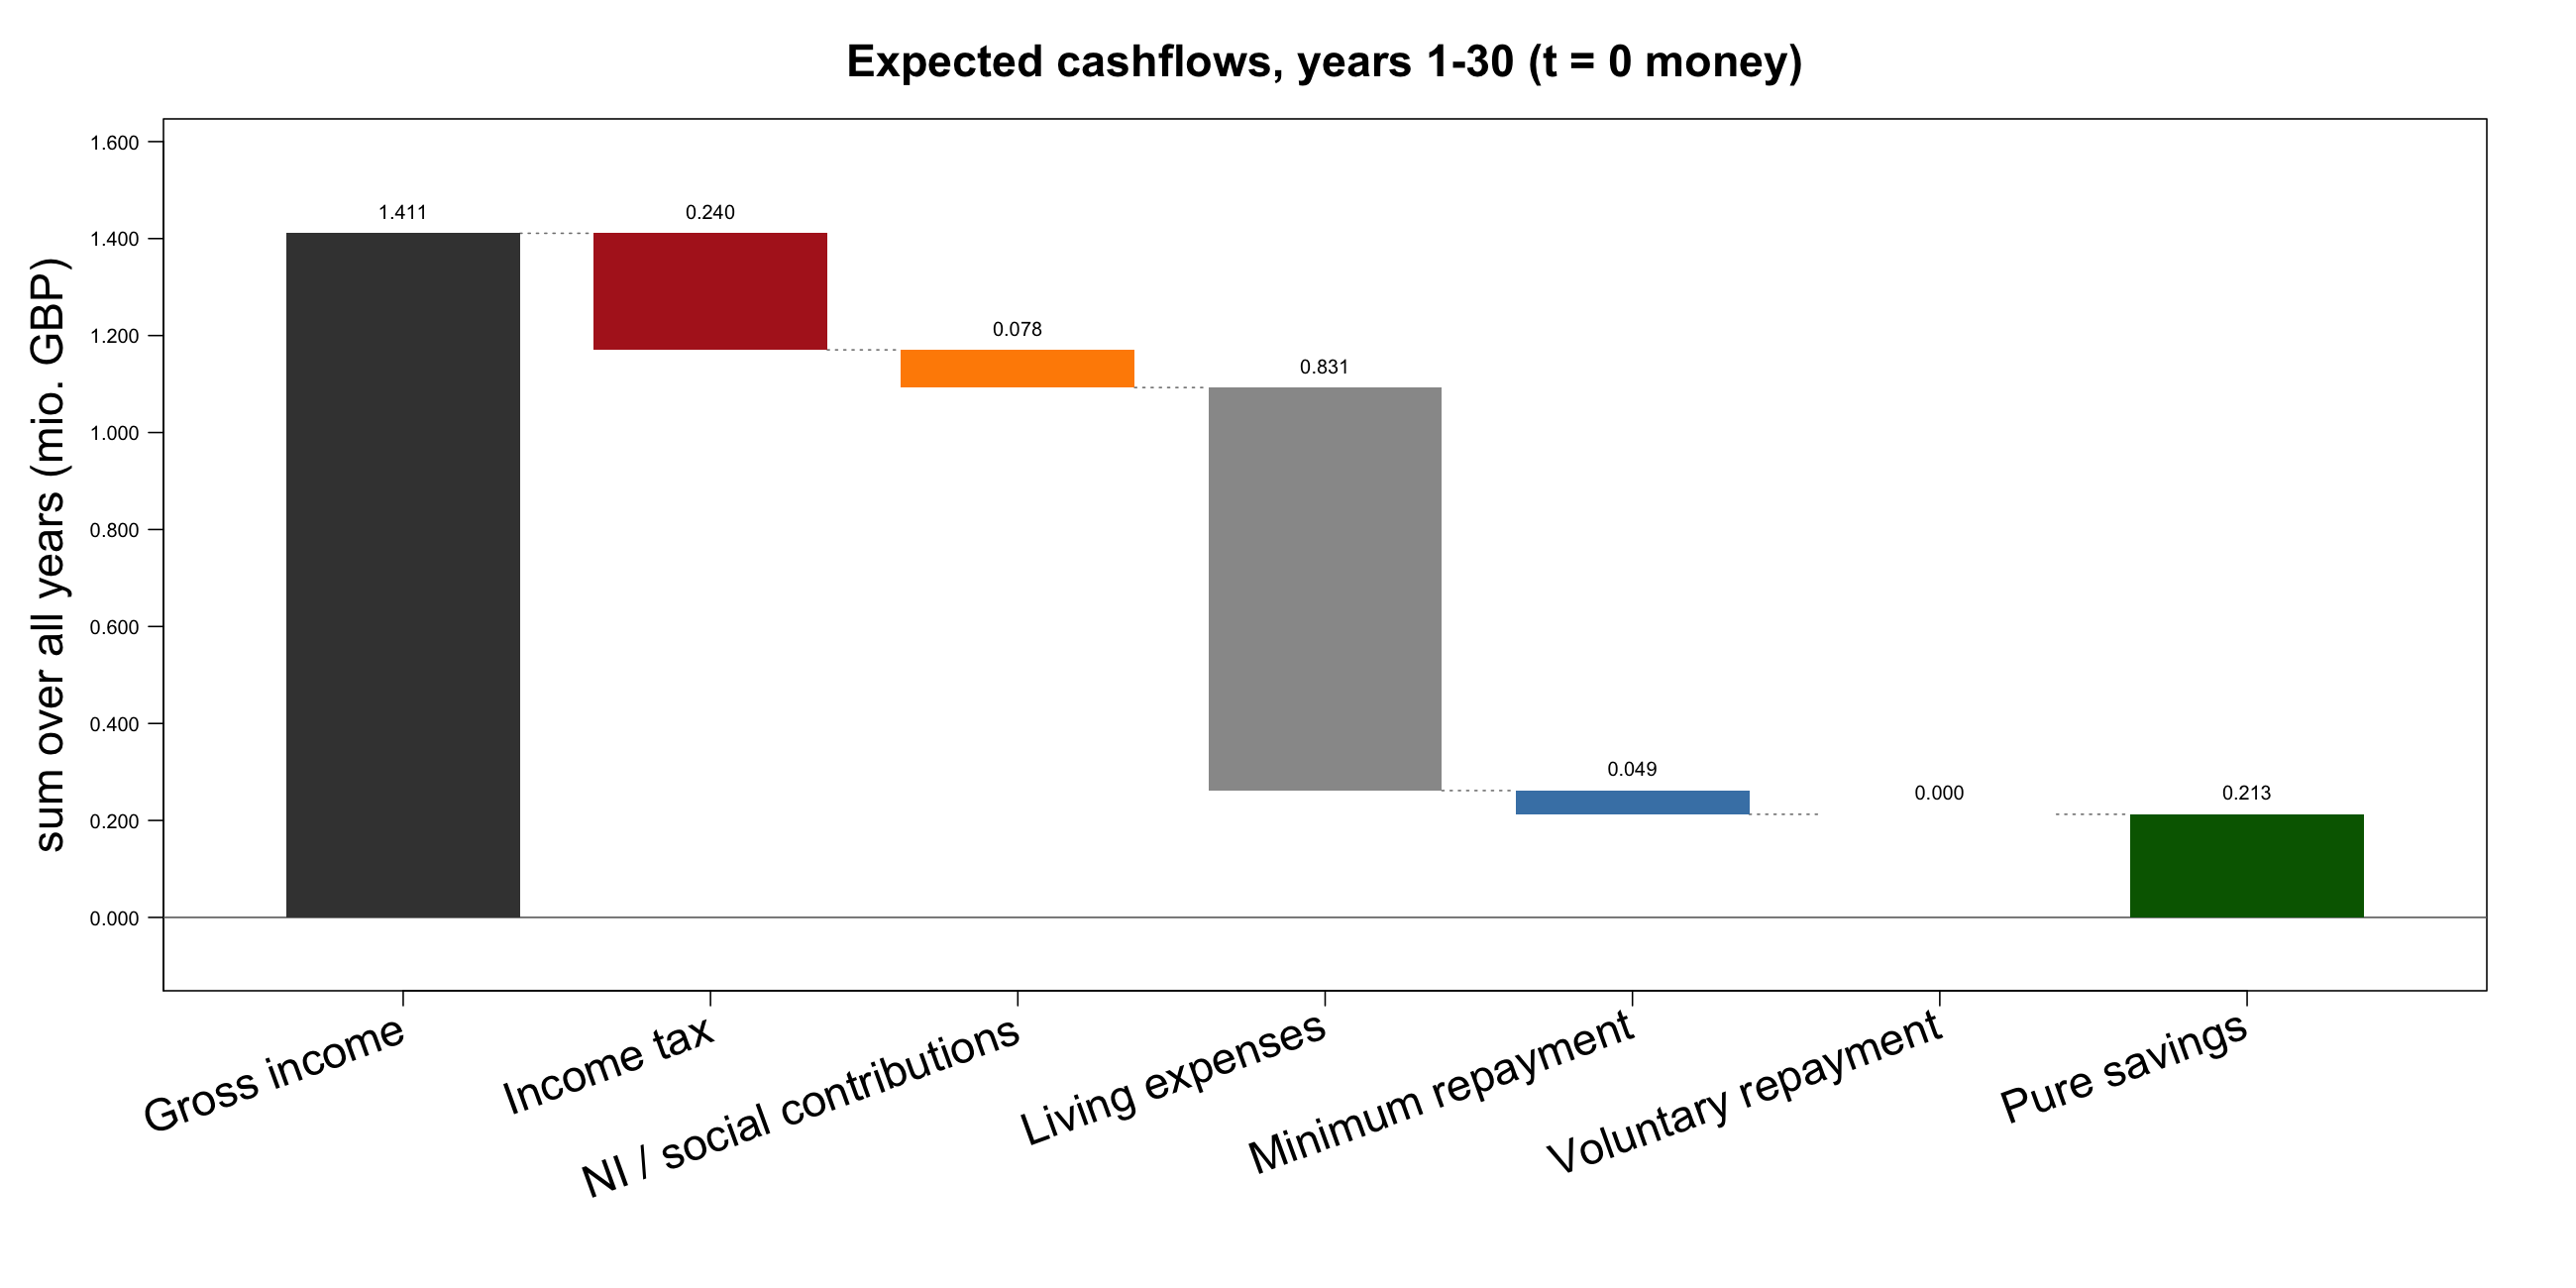 Expected cashflows, years 1-30 (t = 0 money)
sum over all years (mio. GBP)
1.600
1.400
1.200
1.000
0.800
0.600
0.400
0.200
0.000
1.411
0.240
0.078
0.831
0.049
0.000
0.213
Gross income
Income tax
NI / social contributions
Living expenses
Minimum repayment
Voluntary repayment
Pure savings